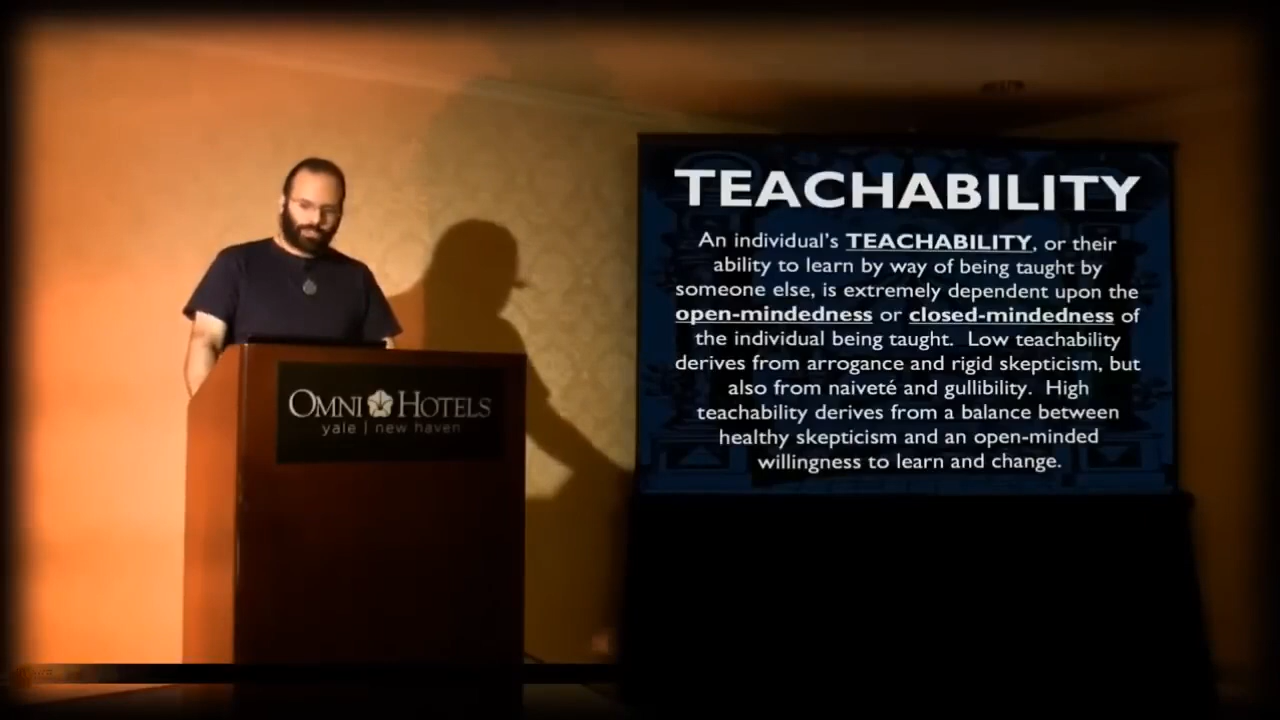 OMNI HOTELS
yale | new haven
TEACHABILITY
An individual's TEACHABILITY, or their
ability to learn by way of being taught by
someone else, is extremely dependent upon the
open-mindedness or closed-mindedness of
the individual being taught.  Low teachability
derives from arrogance and rigid skepticism, but
also from naiveté and gullibility.  High
teachability derives from a balance between
healthy skepticism and an open-minded
willingness to learn and change.